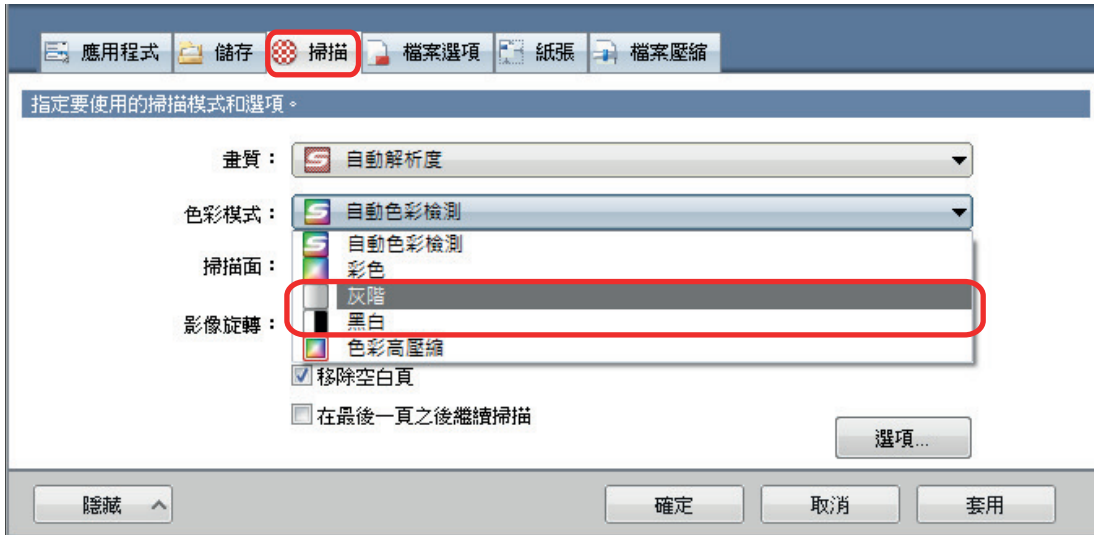 應用程式 儲存 掃描 檔案選項 紙張 檔案壓縮
指定要使用的掃描模式和選項。
畫質： 自動解析度
色彩模式： 自動色彩檢測
自動色彩檢測
掃描面：
彩色
灰階
影像旋轉：
黑白
色彩高壓縮
移除空白頁
在最後一頁之後繼續掃描
選項...
隱藏 確定 取消 套用